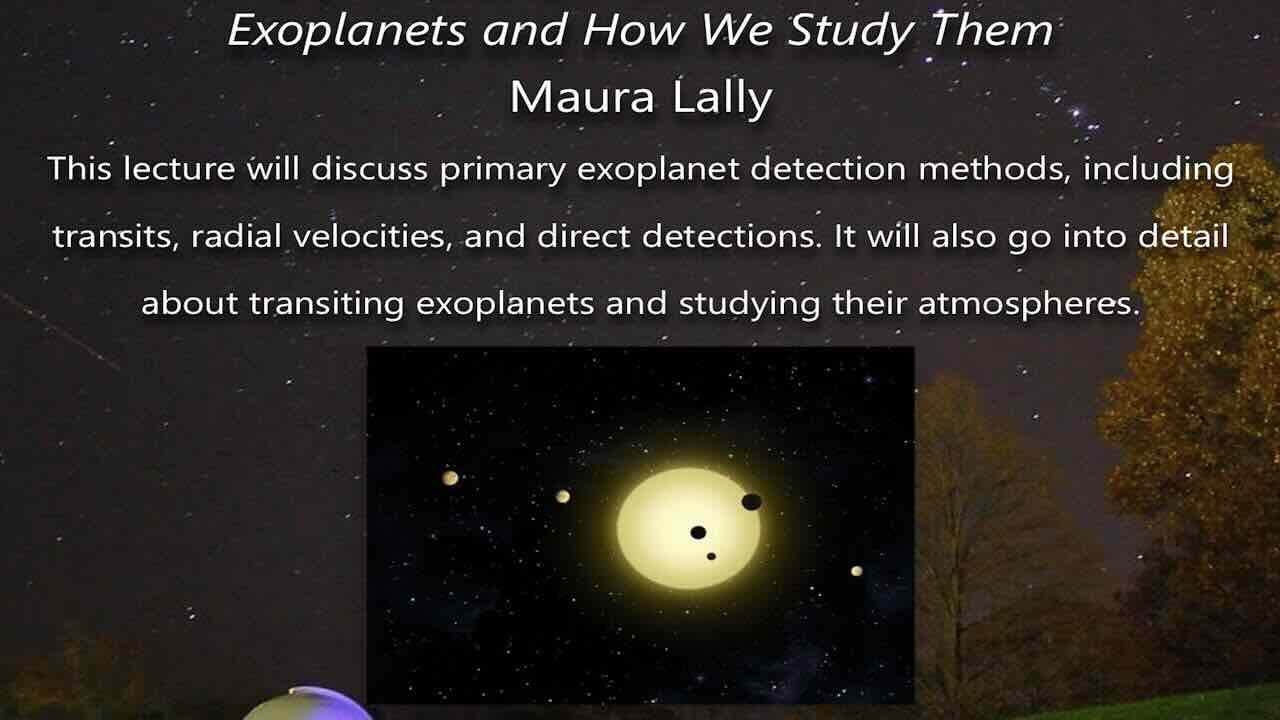 Exoplanets and How We Study Them
Maura Lally
This lecture will discuss primary exoplanet detection methods, including
transits, radial velocities, and direct detections. It will also go into detail
about transiting exoplanets and studying their atmospheres.